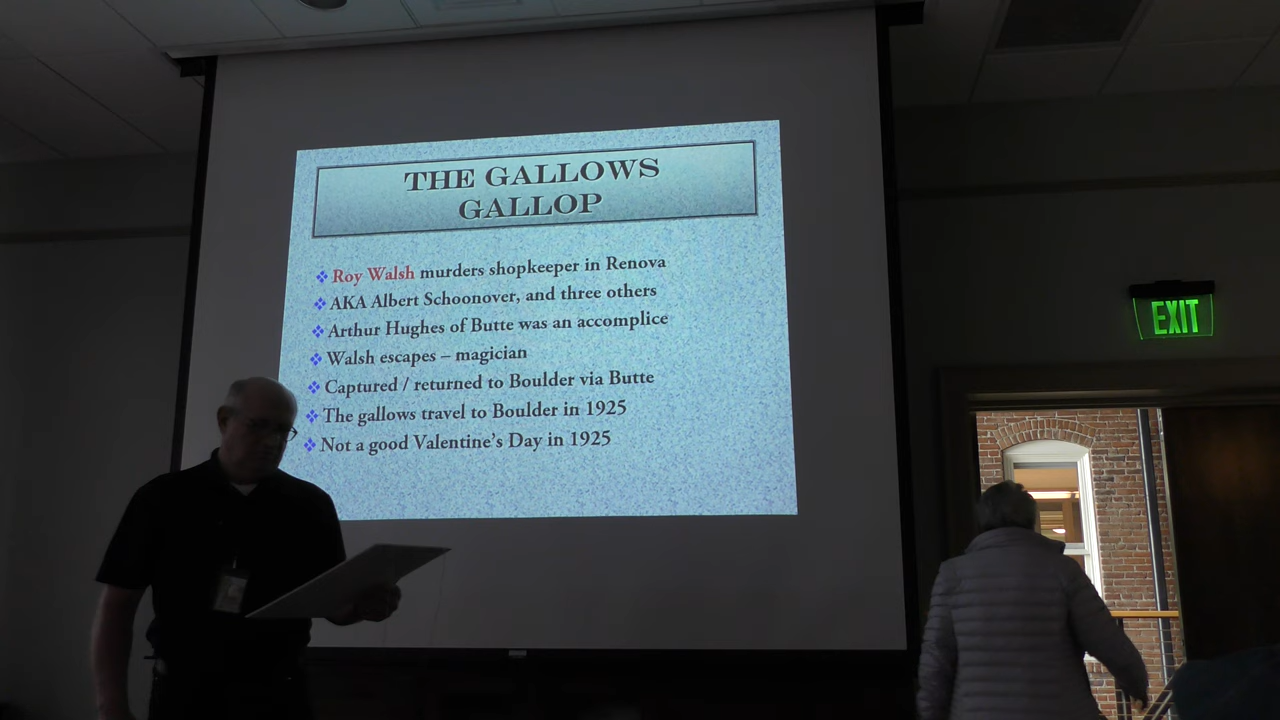 THE GALLOWS
GALLOP
Roy Walsh murders shopkeeper in Renova
AKA Albert Schoonover, and three others
Arthur Hughes of Butte was an accomplice
Walsh escapes – magician
Captured / returned to Boulder via Butte
The gallows travel to Boulder in 1925
Not a good Valentine's Day in 1925
EXIT